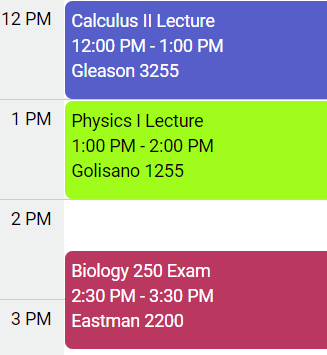 12 PM
Calculus II Lecture
12:00 PM - 1:00 PM
Gleason 3255
1 PM
Physics I Lecture
1:00 PM - 2:00 PM
Golisano 1255
2 PM
Biology 250 Exam
2:30 PM - 3:30 PM
3 PM
Eastman 2200